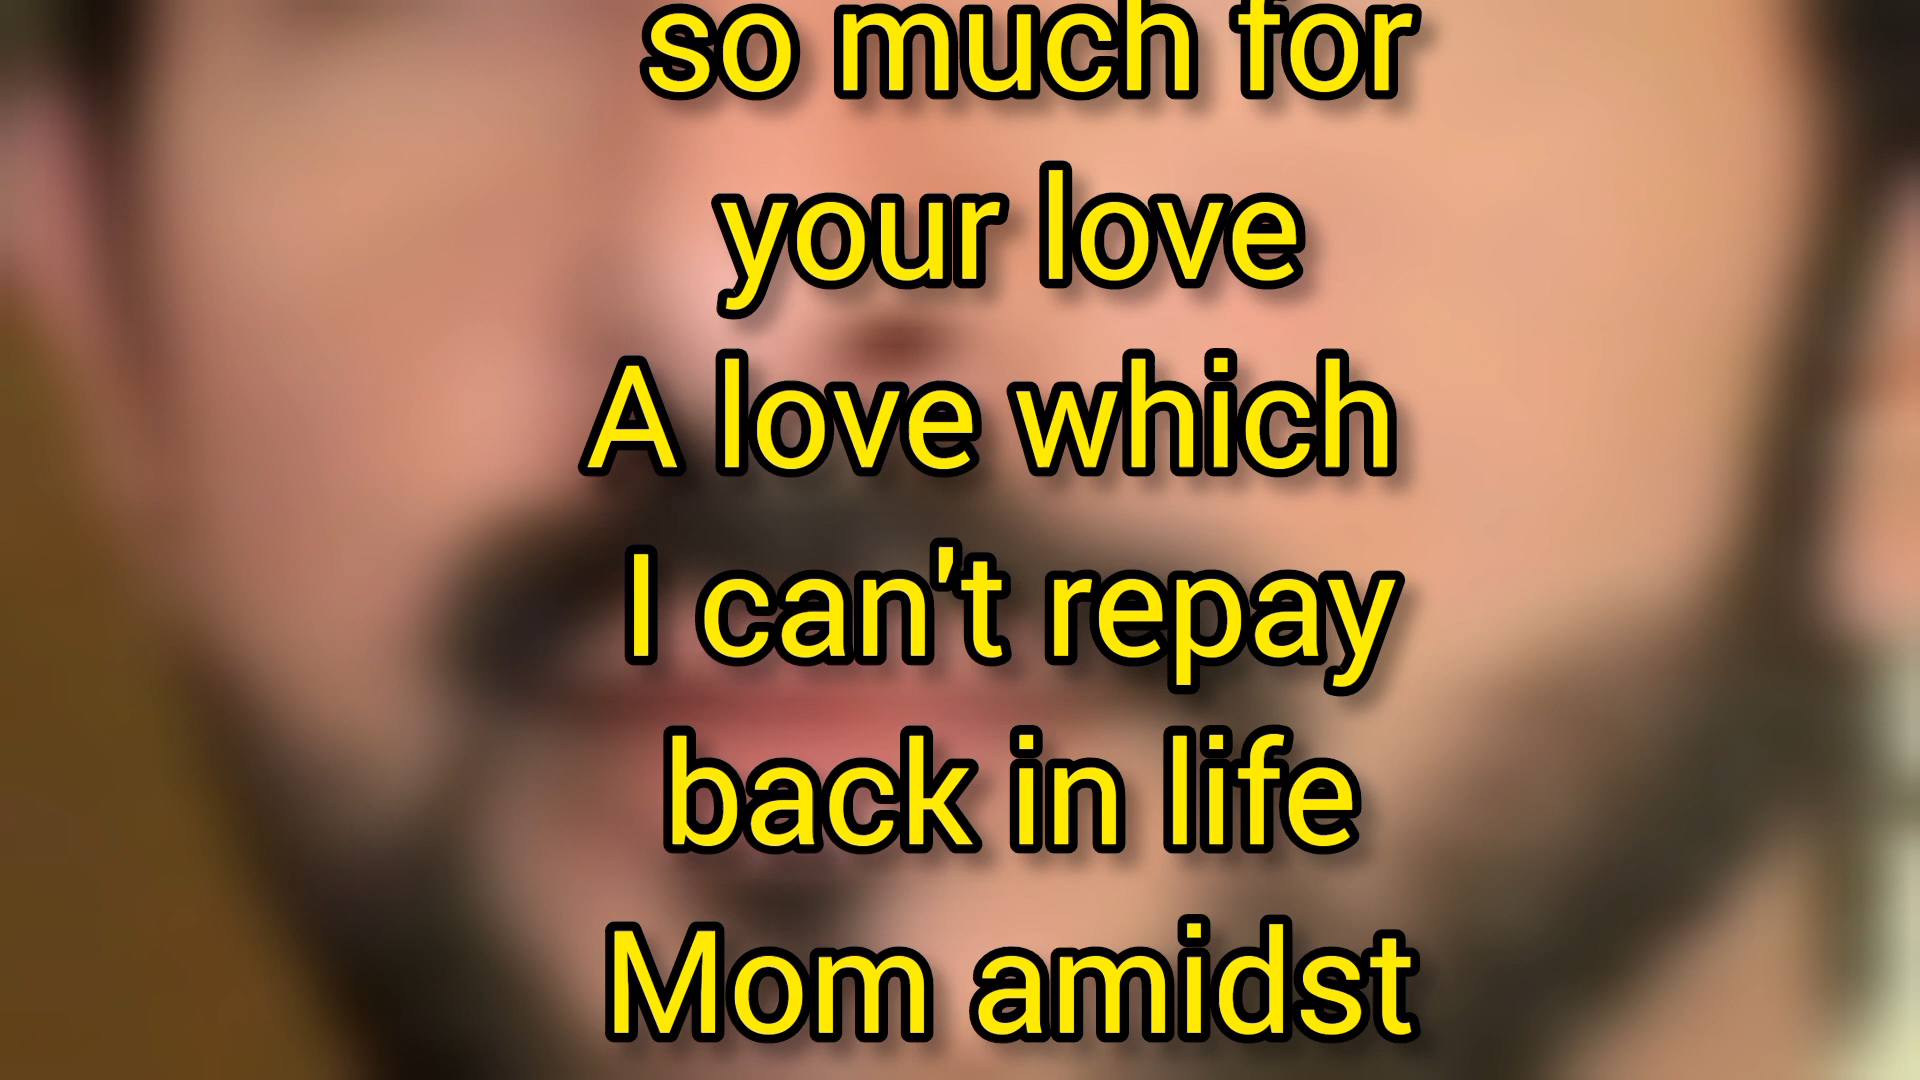 so much for
your love
A love which
I can't repay
back in life
Mom amidst